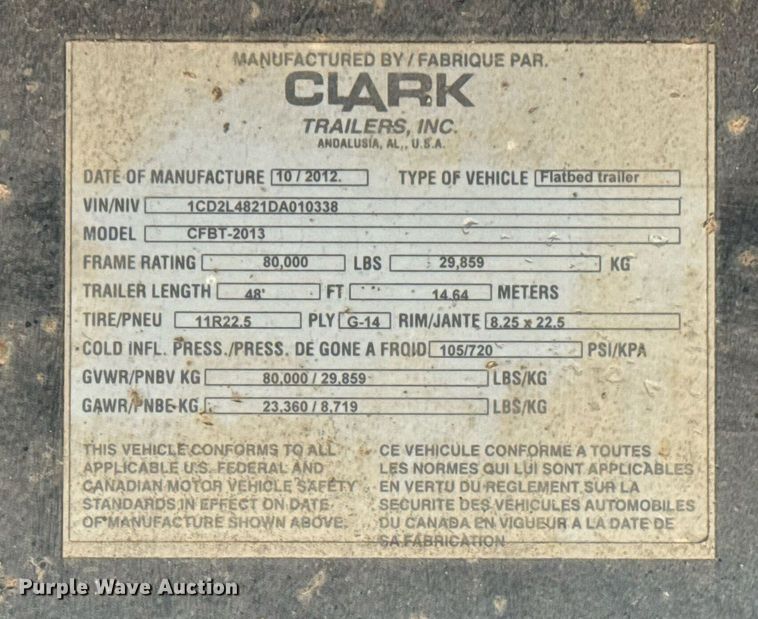 MANUFACTURED BY / FABRIQUE PAR.
CLARK
TRAILERS, INC.
ANDALUSIA, AL., U.S.A.
DATE OF MANUFACTURE 10 / 2012. TYPE OF VEHICLE Flatbed trailer
VIN/NIV 1CD2L4821DA010338
MODEL CFBT-2013
FRAME RATING 80,000 LBS 29,859 KG
TRAILER LENGTH 48' FT 14.64 METERS
TIRE/PNEU 11R22.5 PLY G-14 RIM/JANTE 8.25 x 22.5
COLD INFL. PRESS./PRESS. DE GONE A FROID 105/720 PSI/KPA
GVWR/PNBV KG 80,000 / 29,859 LBS/KG
GAWR/PNBE KG 23,360 / 8,719 LBS/KG
THIS VEHICLE CONFORMS TO ALL
APPLICABLE U.S. FEDERAL AND
CANADIAN MOTOR VEHICLE SAFETY
STANDARDS IN EFFECT ON DATE
OF MANUFACTURE SHOWN ABOVE.
CE VEHICULE CONFORME A TOUTES
LES NORMES QUI LUI SONT APPLICABLES
EN VERTU DU REGLEMENT SUR LA
SECURITE DES VEHICULES AUTOMOBILES
DU CANADA EN VIGUEUR A LA DATE DE
SA FABRICATION
Purple Wave Auction